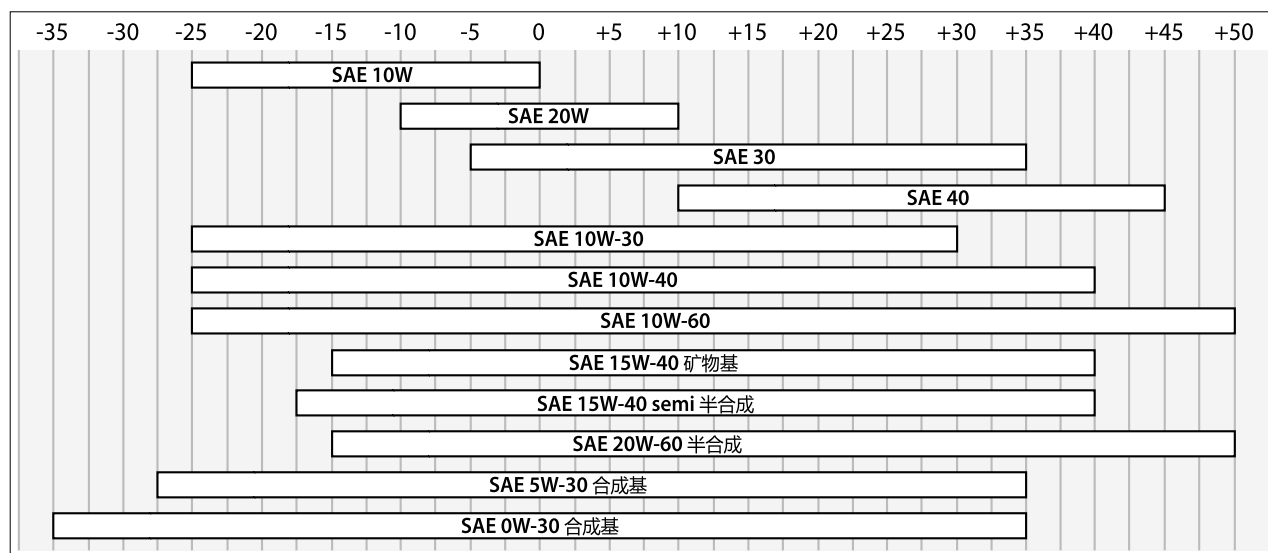 -35 -30 -25 -20 -15 -10 -5 0 +5 +10 +15 +20 +25 +30 +35 +40 +45 +50
SAE 10W
SAE 20W
SAE 30
SAE 40
SAE 10W-30
SAE 10W-40
SAE 10W-60
SAE 15W-40 矿物基
SAE 15W-40 semi 半合成
SAE 20W-60 半合成
SAE 5W-30 合成基
SAE 0W-30 合成基